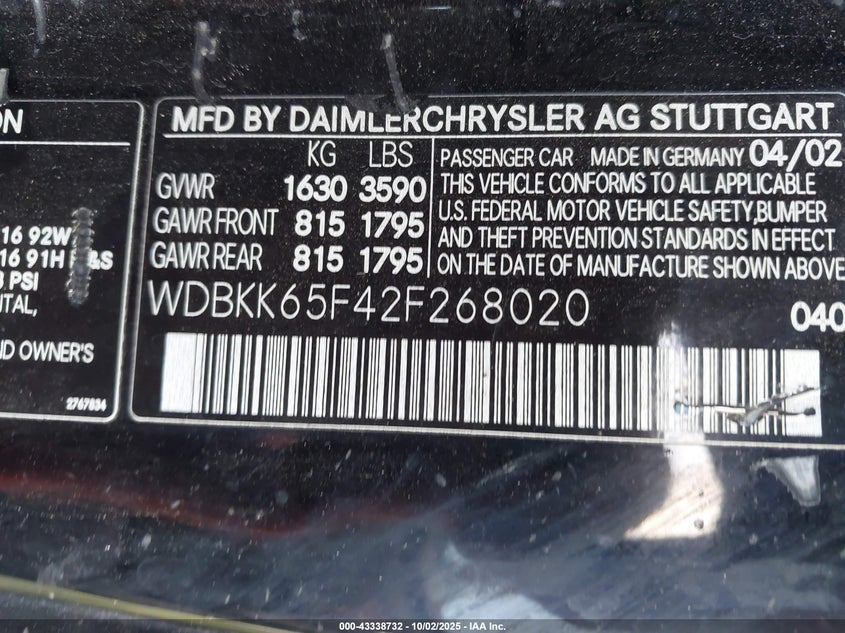 ON
16 92W
16 91H &S
PSI
TAL,
ND OWNER'S
2767834
MFD BY DAIMLERCHRYSLER AG STUTTGART
KG LBS
GVWR 1630 3590
GAWR FRONT 815 1795
GAWR REAR 815 1795
PASSENGER CAR MADE IN GERMANY 04/02
THIS VEHICLE CONFORMS TO ALL APPLICABLE
U.S. FEDERAL MOTOR VEHICLE SAFETY,BUMPER
AND THEFT PREVENTION STANDARDS IN EFFECT
ON THE DATE OF MANUFACTURE SHOWN ABOVE
WDBKK65F42F268020
040
000-43338732 - 10/02/2025 - IAA Inc.